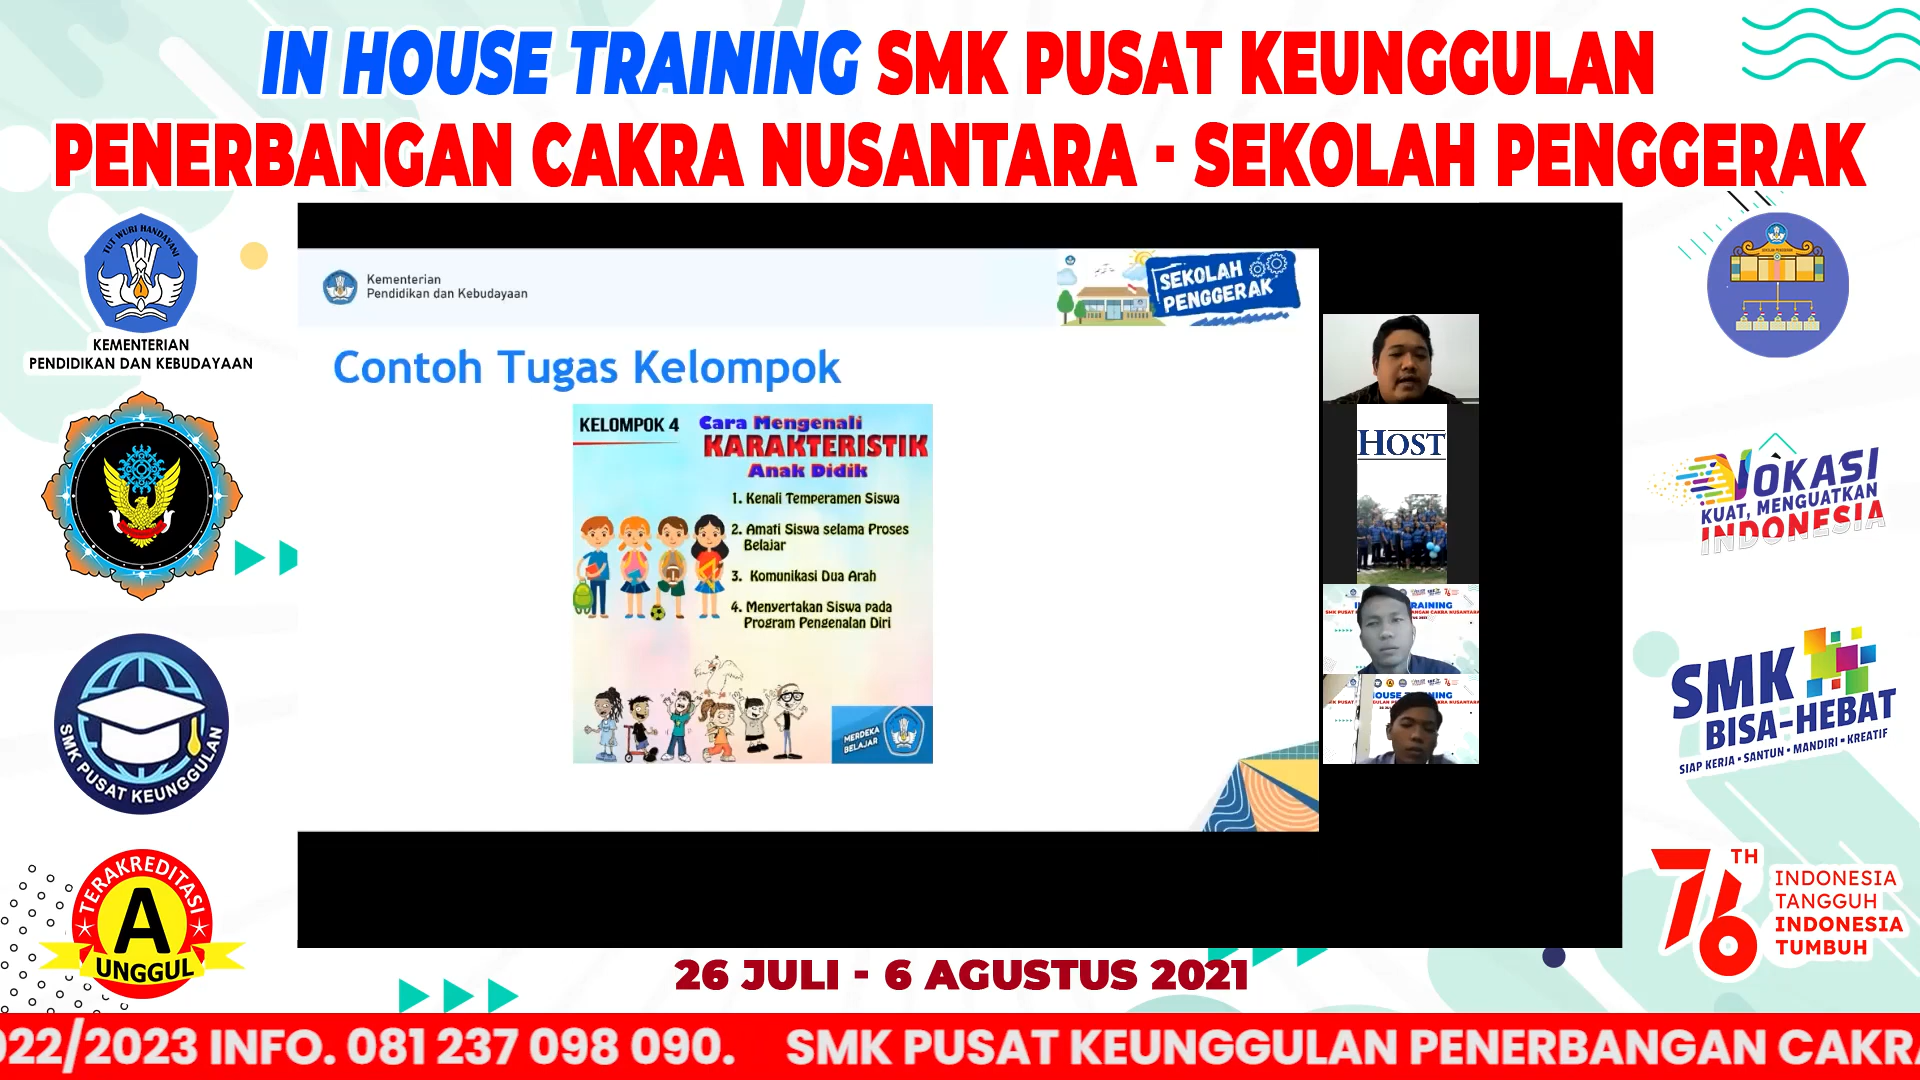 IN HOUSE TRAINING SMK PUSAT KEUNGGULAN
PENERBANGAN CAKRA NUSANTARA - SEKOLAH PENGGERAK
TUT WURI HANDAYANI
KEMENTERIAN
PENDIDIKAN DAN KEBUDAYAAN
SMK PUSAT KEUNGGULAN
TERAKREDITASI
A
UNGGUL
Kementerian
Pendidikan dan Kebudayaan
SEKOLAH
PENGGERAK
Contoh Tugas Kelompok
KELOMPOK 4
Cara Mengenali
KARAKTERISTIK
Anak Didik
1. Kenali Temperamen Siswa
2. Amati Siswa selama Proses
Belajar
3. Komunikasi Dua Arah
4. Menyertakan Siswa pada
Program Pengenalan Diri
MERDEKA
BELAJAR
HOST
VOKASI
KUAT, MENGUATKAN
INDONESIA
SMK
BISA-HEBAT
SIAP KERJA • SANTUN • MANDIRI • KREATIF
76 TH
INDONESIA
TANGGUH
INDONESIA
TUMBUH
26 JULI - 6 AGUSTUS 2021
022/2023 INFO. 081 237 098 090. SMK PUSAT KEUNGGULAN PENERBANGAN CAKRA